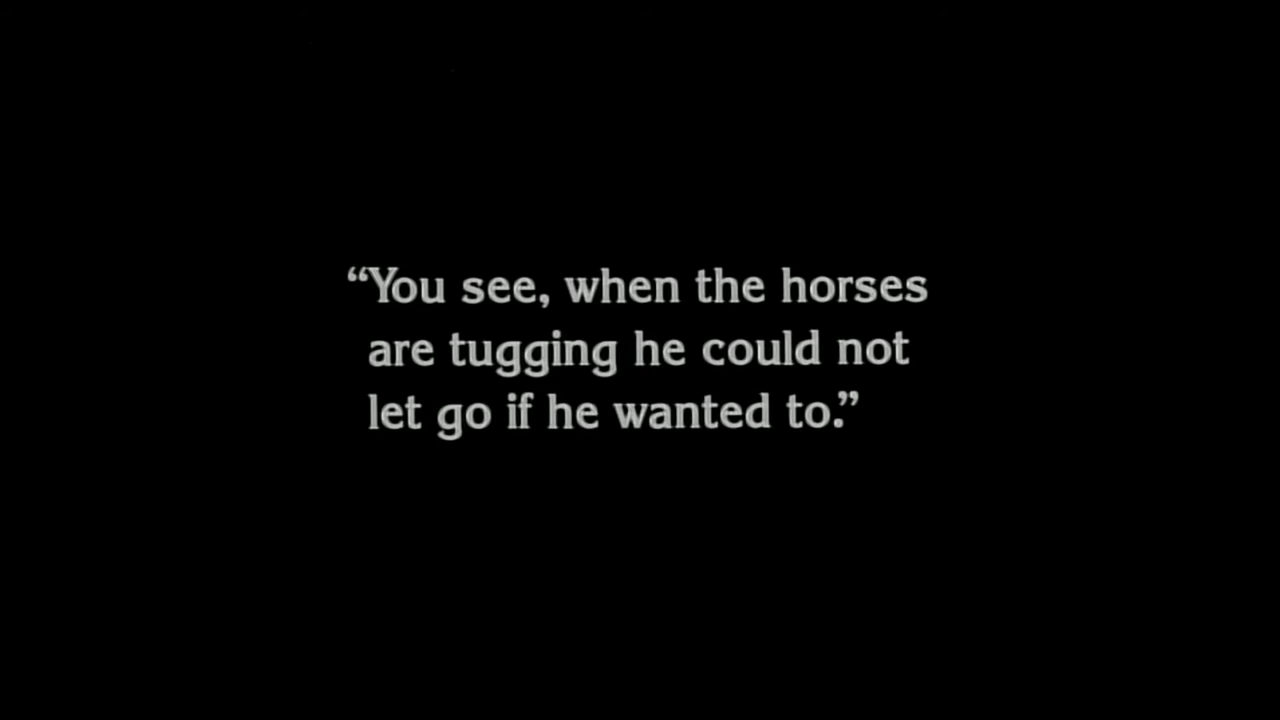 “You see, when the horses
are tugging he could not
let go if he wanted to.”